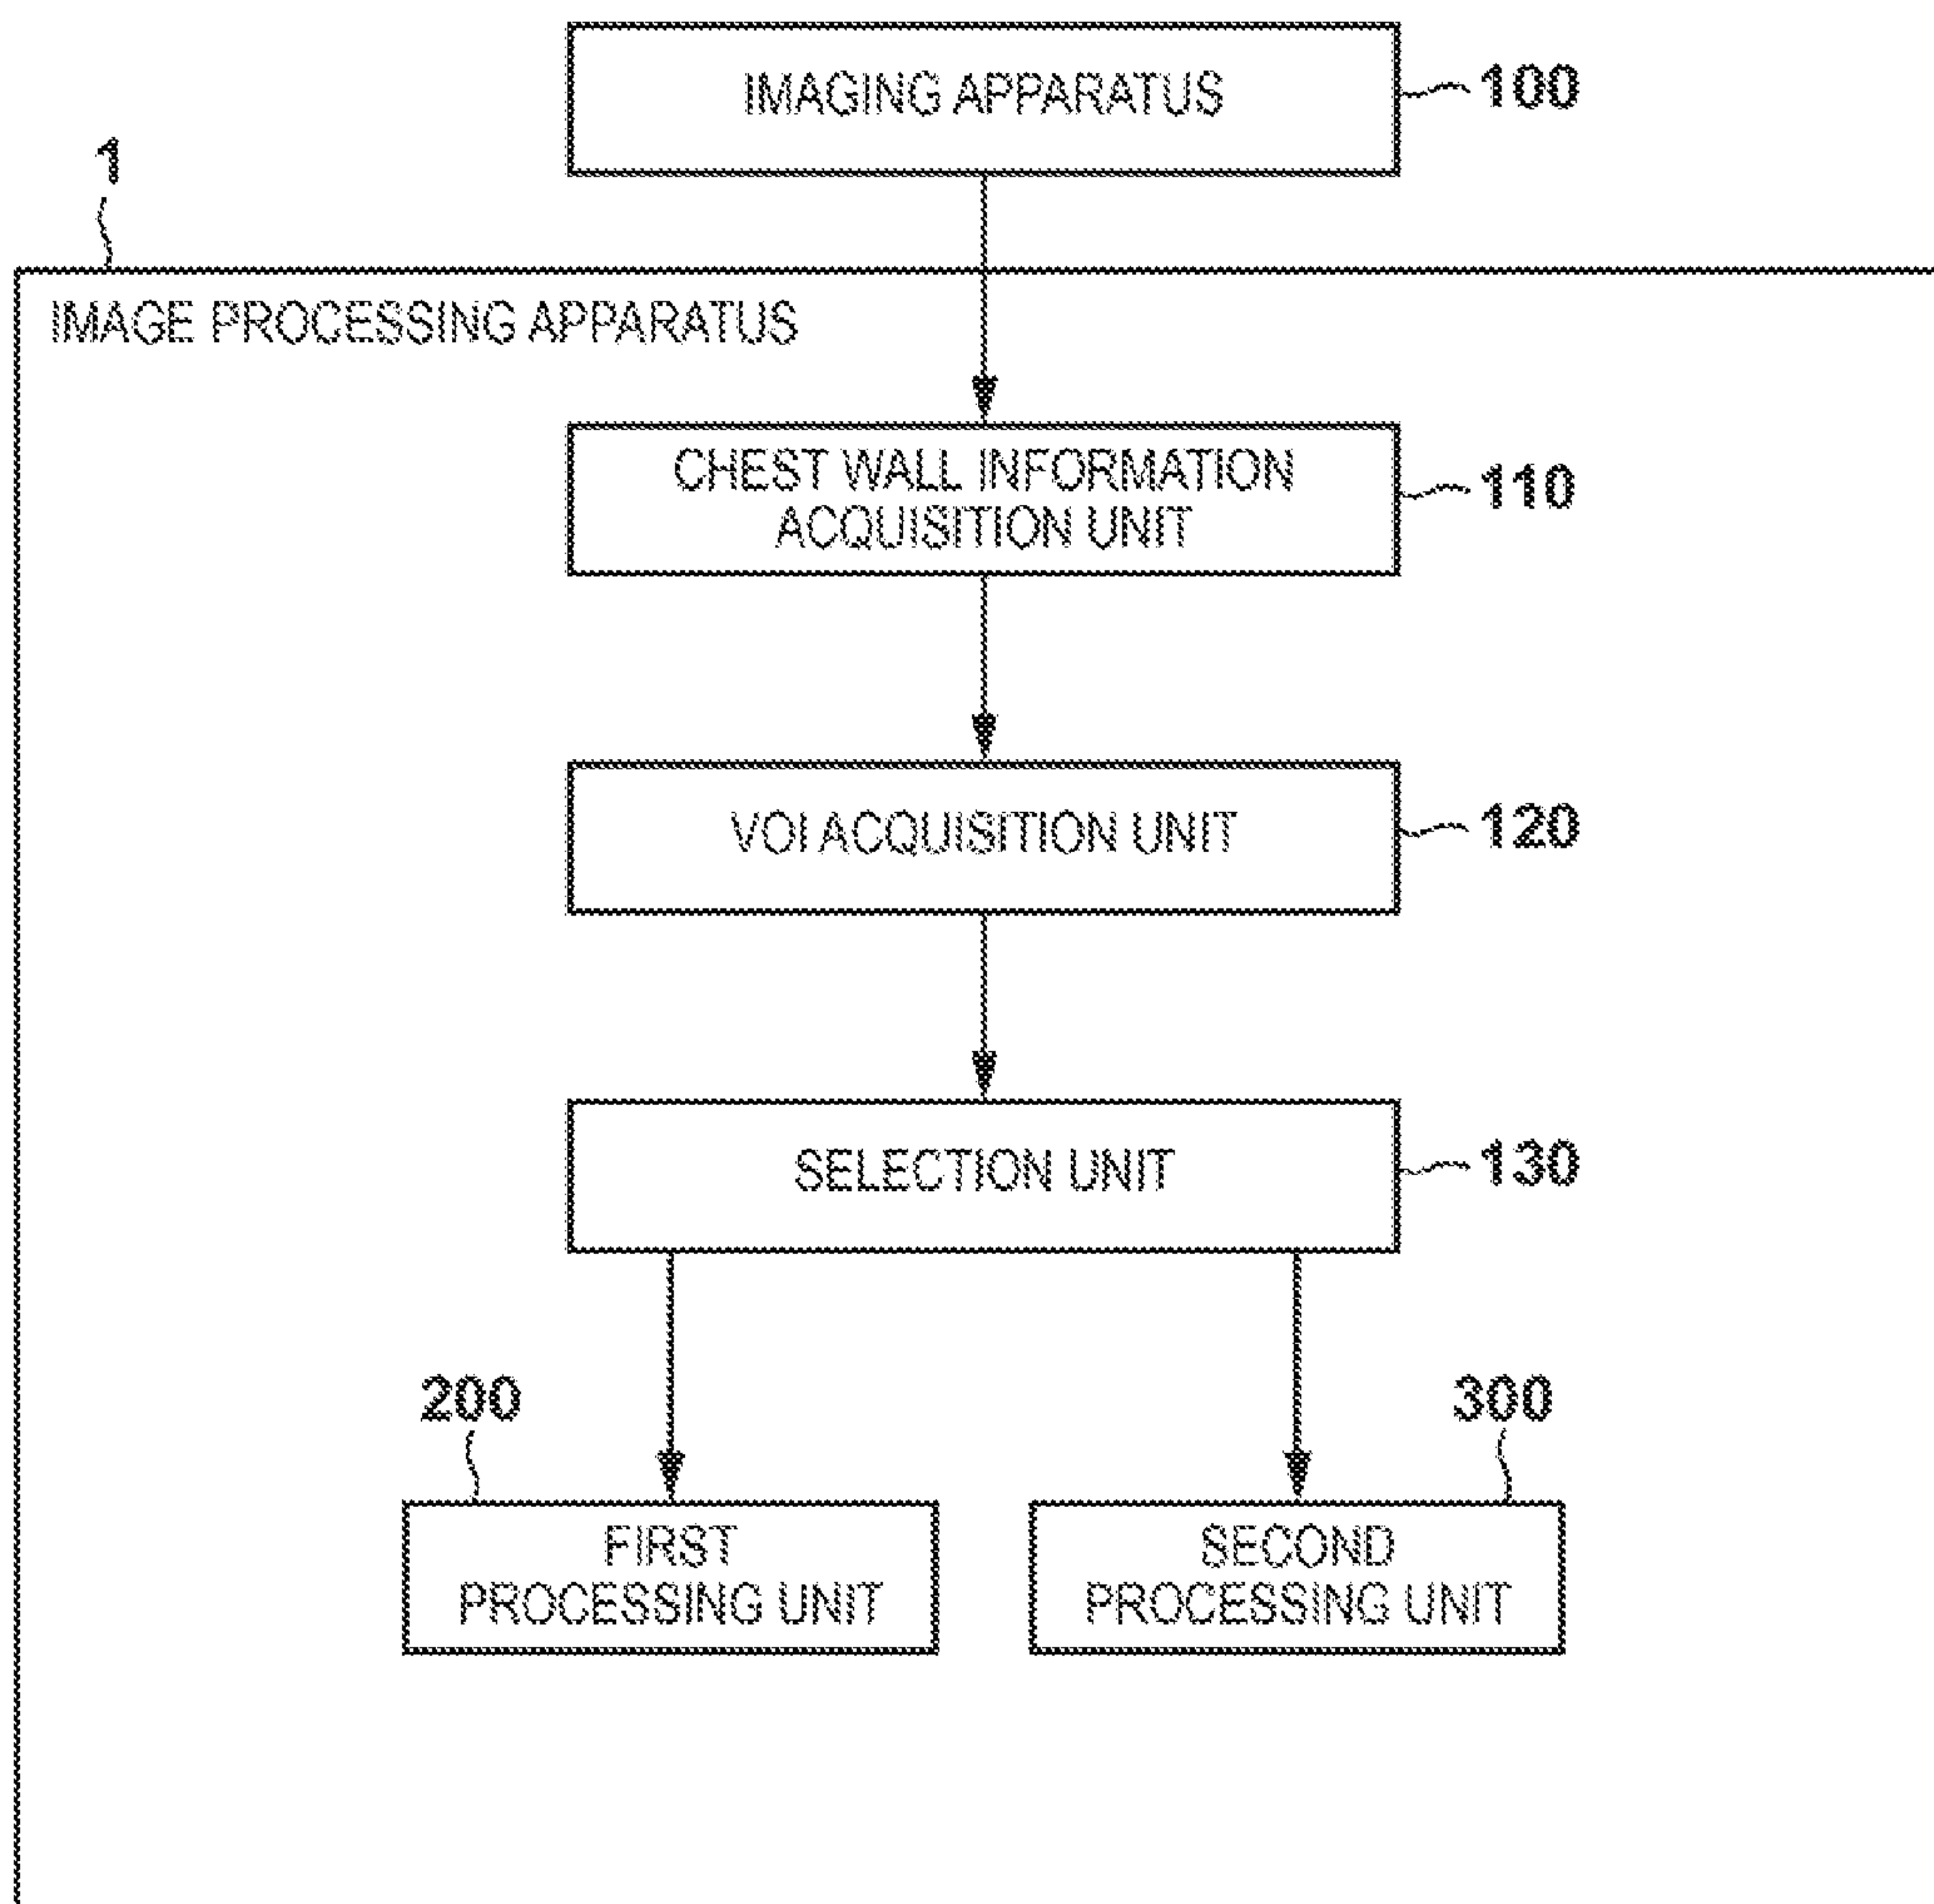 IMAGING APPARATUS
100
1
IMAGE PROCESSING APPARATUS
CHEST WALL INFORMATION
ACQUISITION UNIT
110
VOI ACQUISITION UNIT
120
SELECTION UNIT
130
200
300
FIRST
PROCESSING UNIT
SECOND
PROCESSING UNIT